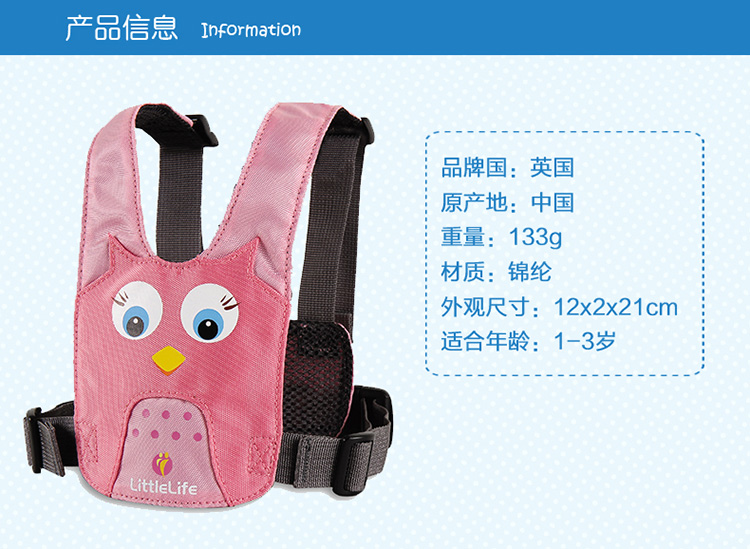 产品信息 Information
品牌国：英国
原产地：中国
重量：133g
材质：锦纶
外观尺寸：12x2x21cm
适合年龄：1-3岁
LittleLife